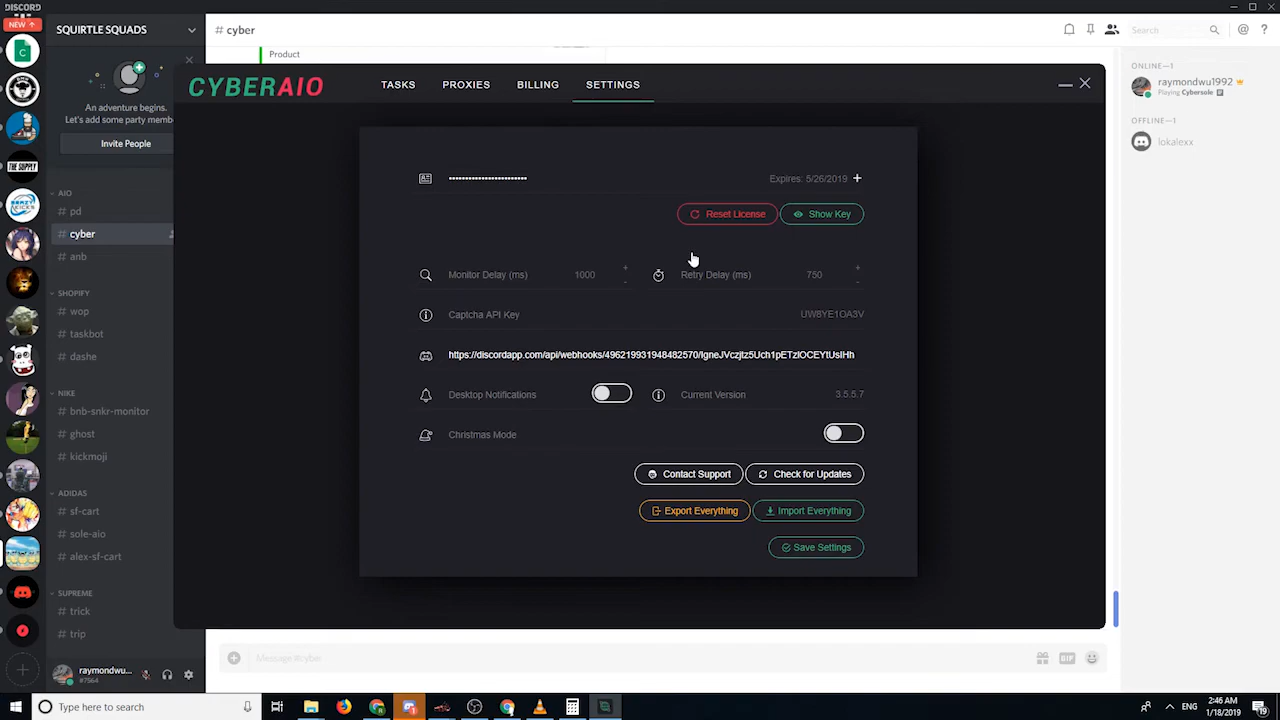 DISCORD
NEW ↑
SQUIRTLE SQUADS
# cyber
Search
Product
An adventure begins.
Let's add some party memb
Invite People
AIO
# pd
# cyber
# anb
SHOPIFY
# wop
# taskbot
# dashe
NIKE
# bnb-snkr-monitor
# ghost
# kickmoji
ADIDAS
# sf-cart
# sole-aio
# alex-sf-cart
SUPREME
# trick
# trip
raymondwu...
#7564
CYBERAIO
TASKS
PROXIES
BILLING
SETTINGS
•••••••••••••••••••••••
Expires: 5/26/2019 +
Reset License
Show Key
Monitor Delay (ms) 1000
Retry Delay (ms) 750
Captcha API Key UW8YE1OA3V
https://discordapp.com/api/webhooks/496219931948482570/IgneJVczjtz5Uch1pETzIOCEYtUsIHh
Desktop Notifications
Current Version 3.5.5.7
Christmas Mode
Contact Support
Check for Updates
Export Everything
Import Everything
Save Settings
Message #cyber
GIF
ONLINE—1
raymondwu1992
Playing Cybersole
OFFLINE—1
lokalexx
Type here to search
ENG
2:46 AM
1/18/2019
19